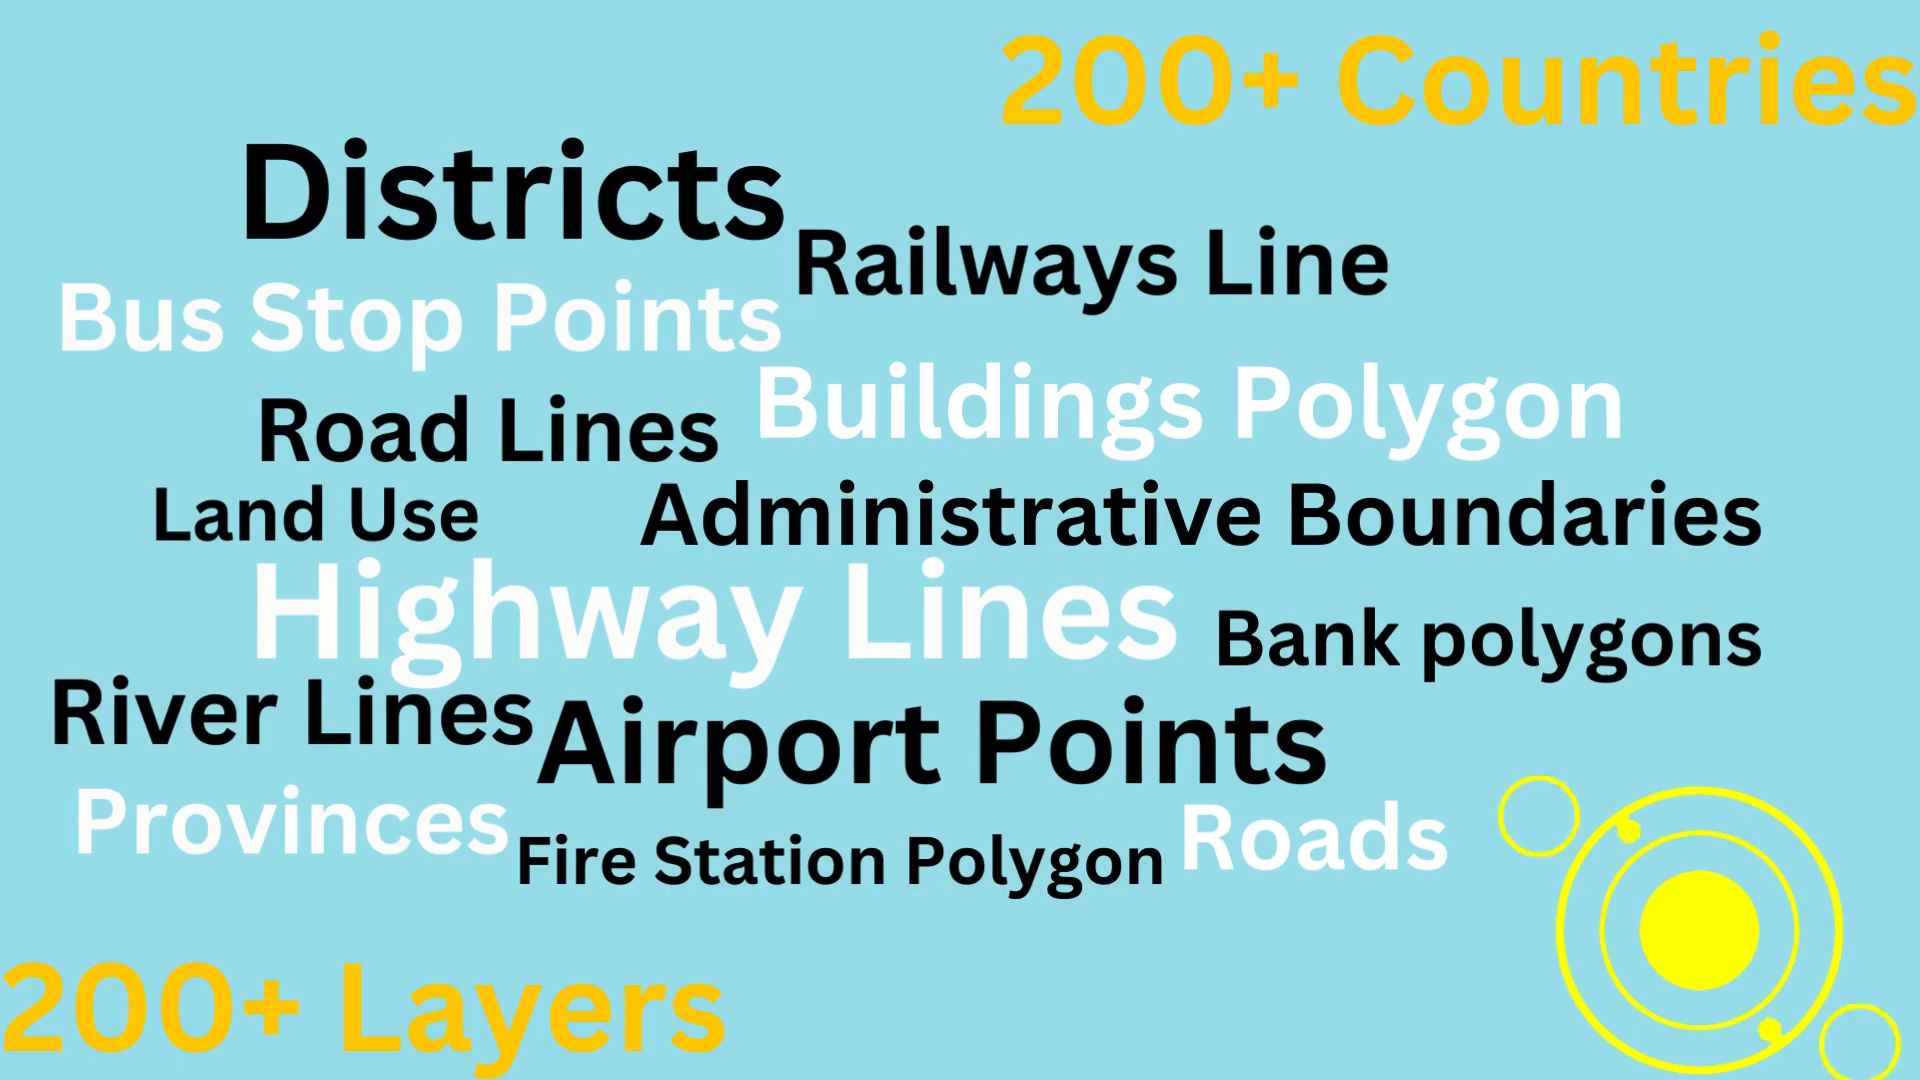 200+ Countries
Districts
Railways Line
Bus Stop Points
Buildings Polygon
Road Lines
Land Use
Administrative Boundaries
Highway Lines
Bank polygons
River Lines
Airport Points
Provinces
Roads
Fire Station Polygon
200+ Layers